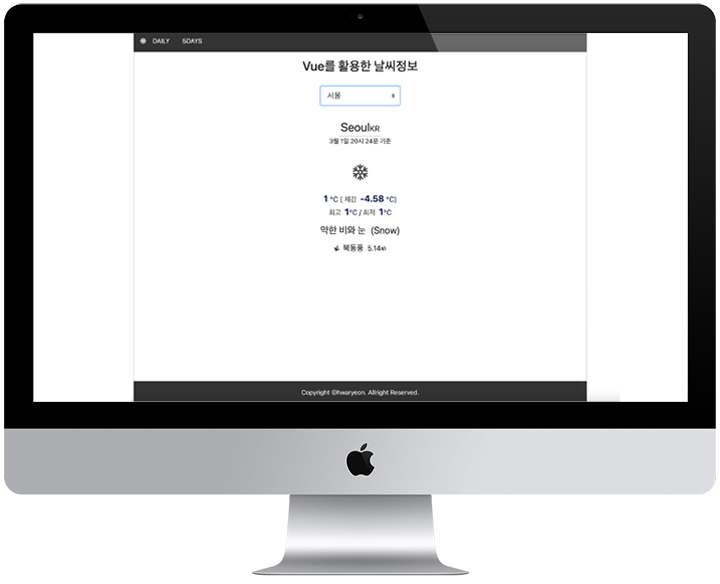 DAILY 5DAYS
Vue를 활용한 날씨정보
서울
SeoulKR
3월 1일 20시 24분 기준
1 °C ( 체감 -4.58 °C)
최고 1°C / 최저 1°C
약한 비와 눈 (Snow)
북동풍 5.14㎧
Copyright ©hwaryeon. Allright Reserved.